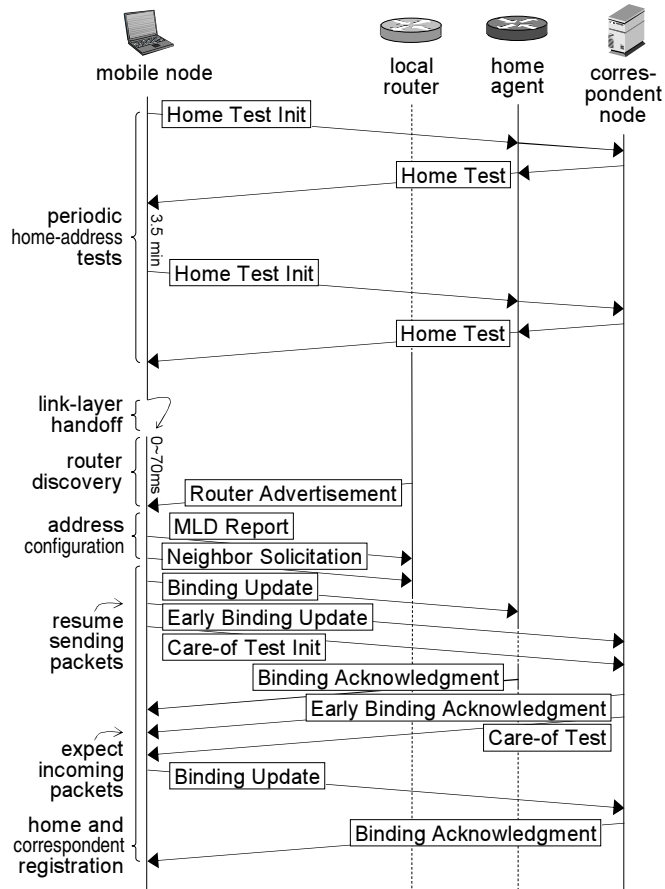 mobile node
local
router
home
agent
corres-
pondent
node
Home Test Init
Home Test
periodic
home-address
tests
3.5 min
Home Test Init
Home Test
link-layer
handoff
0~70ms
router
discovery
Router Advertisement
address
configuration
MLD Report
Neighbor Solicitation
Binding Update
Early Binding Update
resume
sending
packets
Care-of Test Init
Binding Acknowledgment
Early Binding Acknowledgment
Care-of Test
expect
incoming
packets
Binding Update
home and
correspondent
registration
Binding Acknowledgment